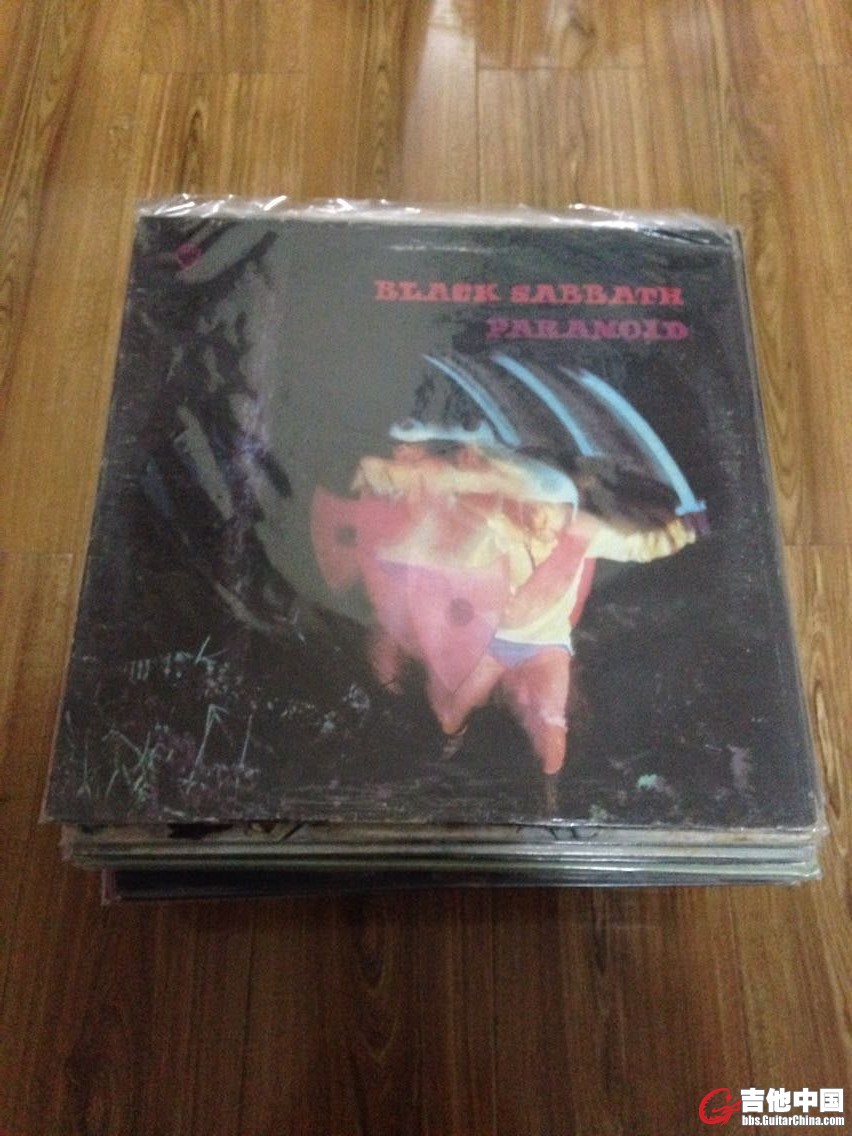 BLACK SABBATH
PARANOID
吉他中国
bbs.GuitarChina.com